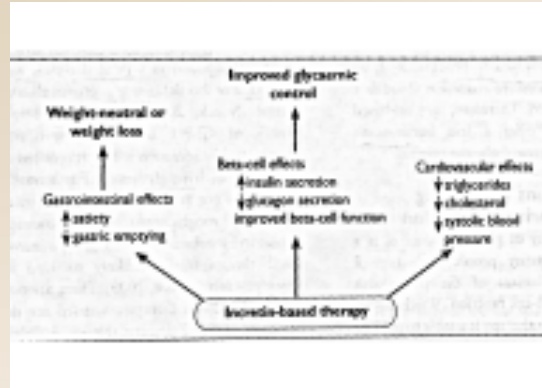 Improved glycaemic
control
Weight-neutral or
weight loss
Beta-cell effects
insulin secretion
glucagon secretion
improved beta-cell function
Gastrointestinal effects
satiety
gastric emptying
Cardiovascular effects
triglycerides
cholesterol
systolic blood
pressure
Incretin-based therapy